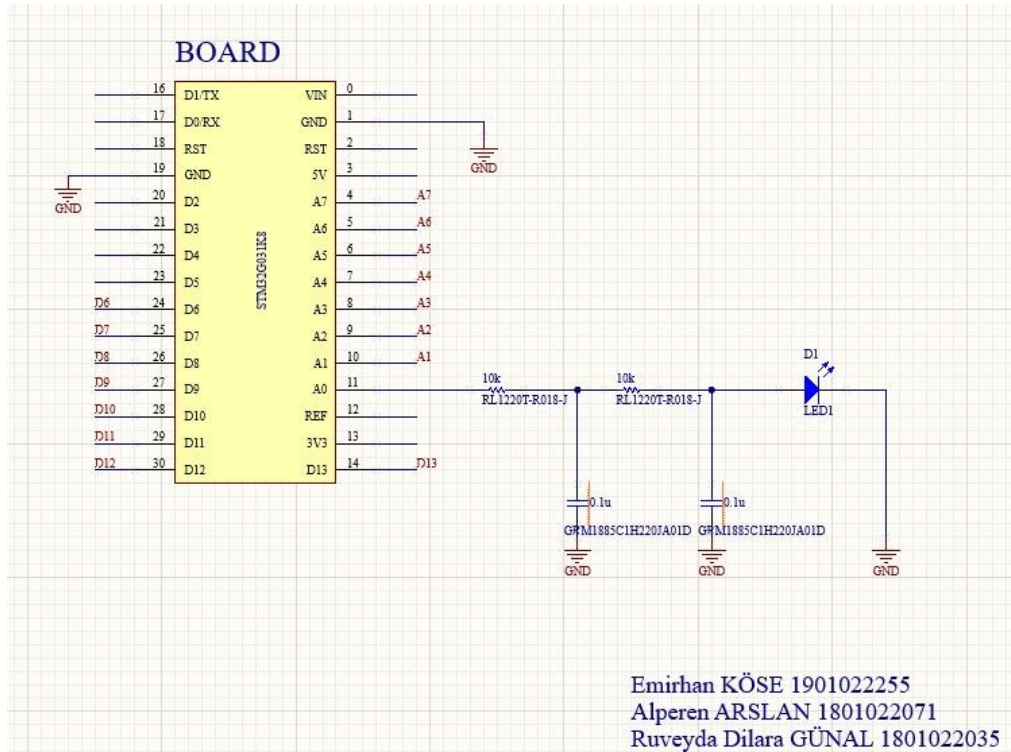 BOARD
16 D1/TX VIN 0
17 D0/RX GND 1
18 RST RST 2
19 GND 5V 3
GND
GND
20 D2 A7 4 A7
21 D3 A6 5 A6
22 D4 A5 6 A5
23 D5 A4 7 A4
STM32G031K8
D6 24 D6 A3 8 A3
D7 25 D7 A2 9 A2
D8 26 D8 A1 10 A1
D9 27 D9 A0 11
D10 28 D10 REF 12
D11 29 D11 3V3 13
D12 30 D12 D13 14 D13
D1
10k 10k
RL1220T-R018-J RL1220T-R018-J LED1
0.1u 0.1u
GRM1885C1H220JA01D GRM1885C1H220JA01D
GND GND GND
Emirhan KÖSE 1901022255
Alperen ARSLAN 1801022071
Ruveyda Dilara GÜNAL 1801022035